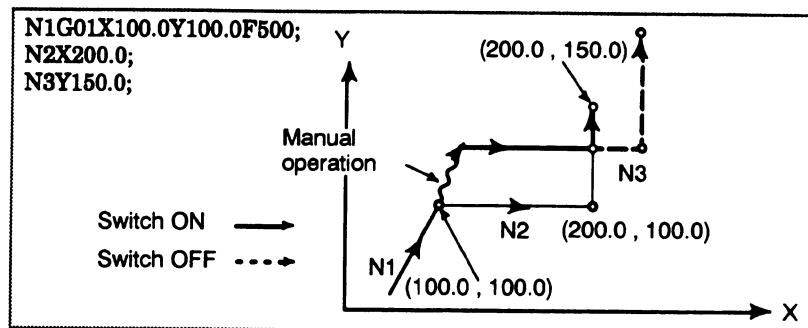 N1G01X100.0Y100.0F500;
N2X200.0;
N3Y150.0;
Y
(200.0 , 150.0)
Manual
operation
N3
Switch ON
N2
(200.0 , 100.0)
Switch OFF
N1
(100.0 , 100.0)
X